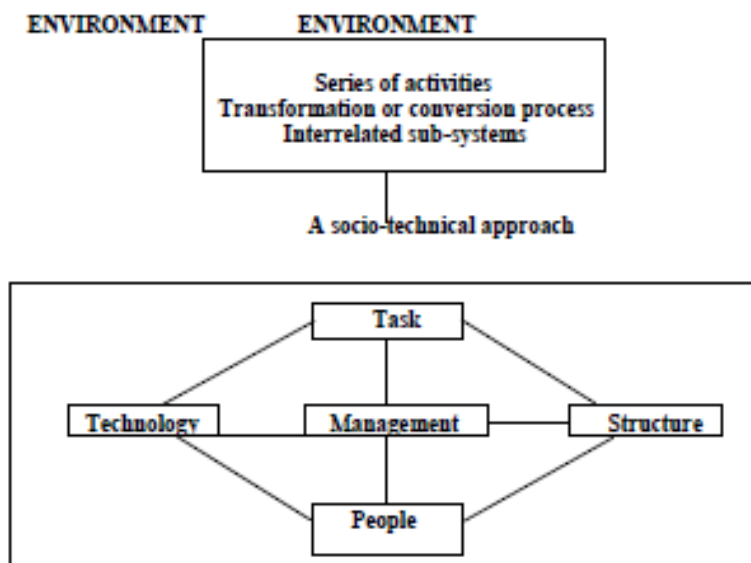 ENVIRONMENT ENVIRONMENT
Series of activities
Transformation or conversion process
Interrelated sub-systems
A socio-technical approach
Task
Technology Management Structure
People